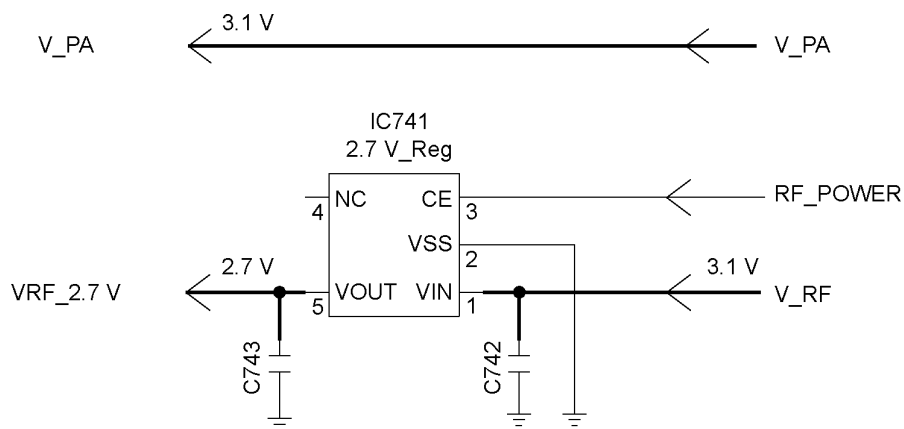 3.1 V
V_PA
V_PA
IC741
2.7 V_Reg
NC
CE
4
3
RF_POWER
VSS
2
2.7 V
3.1 V
VRF_2.7 V
VOUT
VIN
V_RF
5
1
C743
C742